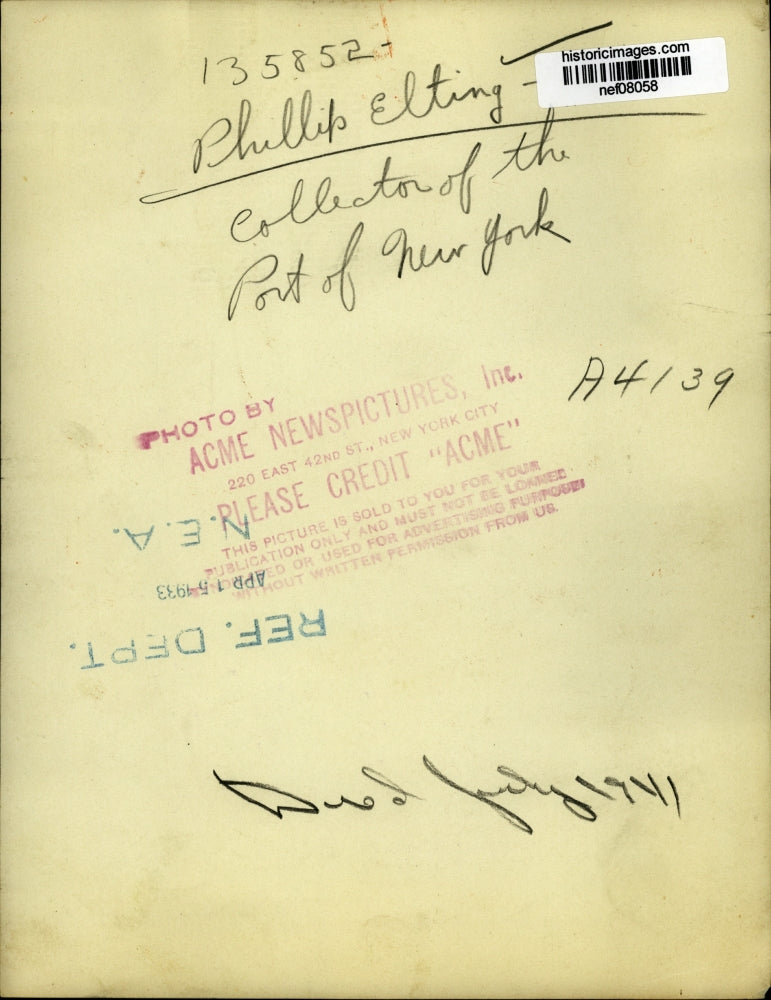 135852-
historicimages.com
nef08058
Phillip Elting -
Collector of the
Port of New York
A4139
PHOTO BY
ACME NEWSPICTURES, Inc.
220 EAST 42ND ST., NEW YORK CITY
PLEASE CREDIT "ACME"
THIS PICTURE IS SOLD TO YOU FOR YOUR
PUBLICATION ONLY AND MUST NOT BE LOANED
OR USED FOR ADVERTISING PURPOSES
WITHOUT WRITTEN PERMISSION FROM US.
N.E.A.
APR 15 1933
REF. DEPT.
Died July 1941